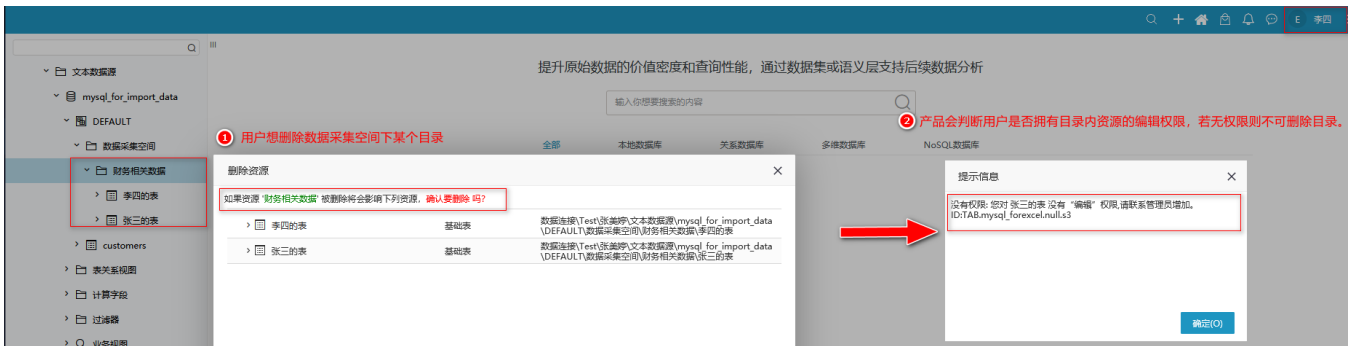 E 李四
文本数据源
mysql_for_import_data
DEFAULT
数据采集空间
财务相关数据
李四的表
张三的表
customers
表关系视图
计算字段
过滤器
业务视图
提升原始数据的价值密度和查询性能，通过数据集或语义层支持后续数据分析
输入你想要搜索的内容
1 用户想删除数据采集空间下某个目录
2 产品会判断用户是否拥有目录内资源的编辑权限，若无权限则不可删除目录。
全部 本地数据库 关系数据库 多维数据库 NoSQL数据库
删除资源
如果资源 '财务相关数据' 被删除将会影响下列资源，确认要删除 吗?
李四的表 基础表 数据连接\Test\张美婷\文本数据源\mysql_for_import_data
\DEFAULT\数据采集空间\财务相关数据\李四的表
张三的表 基础表 数据连接\Test\张美婷\文本数据源\mysql_for_import_data
\DEFAULT\数据采集空间\财务相关数据\张三的表
提示信息
没有权限: 您对 张三的表 没有 “编辑” 权限,请联系管理员增加。
ID:TAB.mysql_forexcel.null.s3
确定(O)